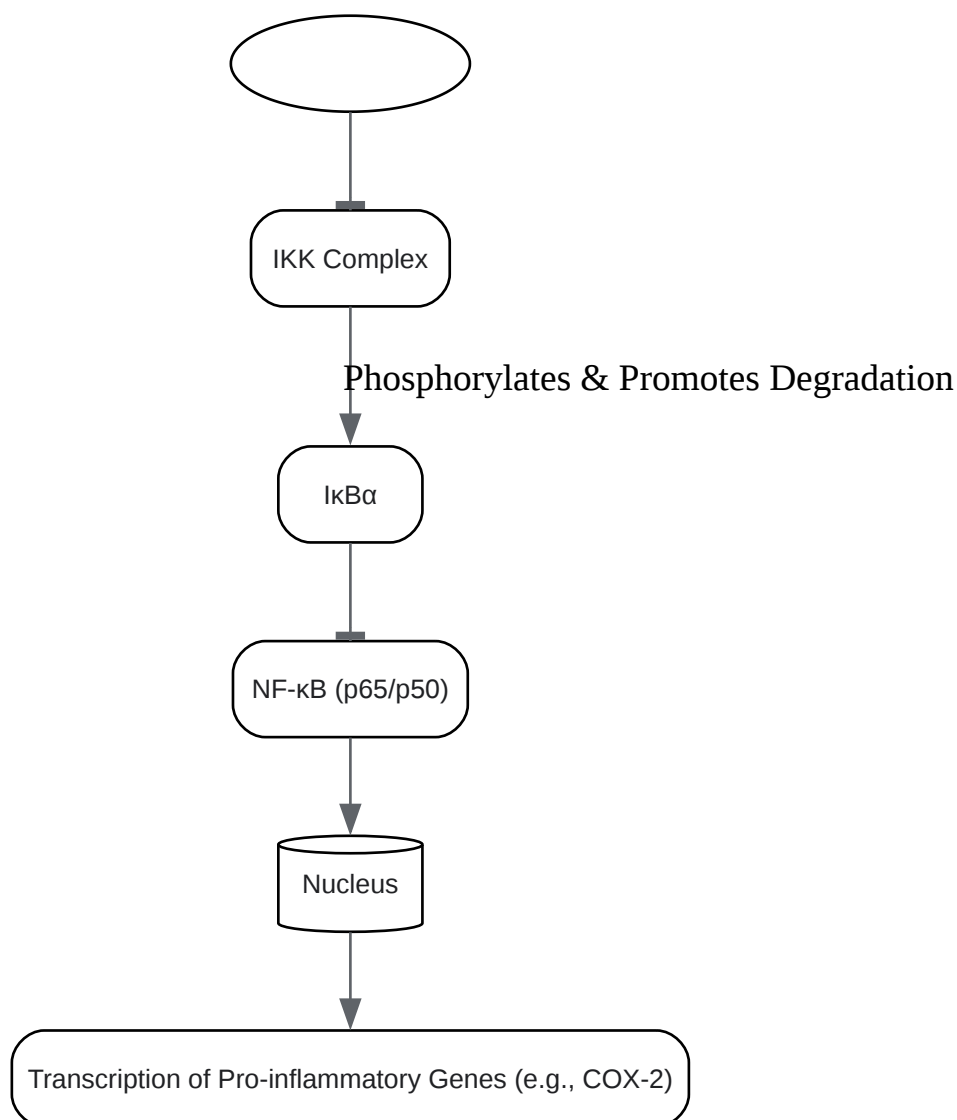 IKK Complex
Phosphorylates & Promotes Degradation
IκBα
NF-κB (p65/p50)
Nucleus
Transcription of Pro-inflammatory Genes (e.g., COX-2)